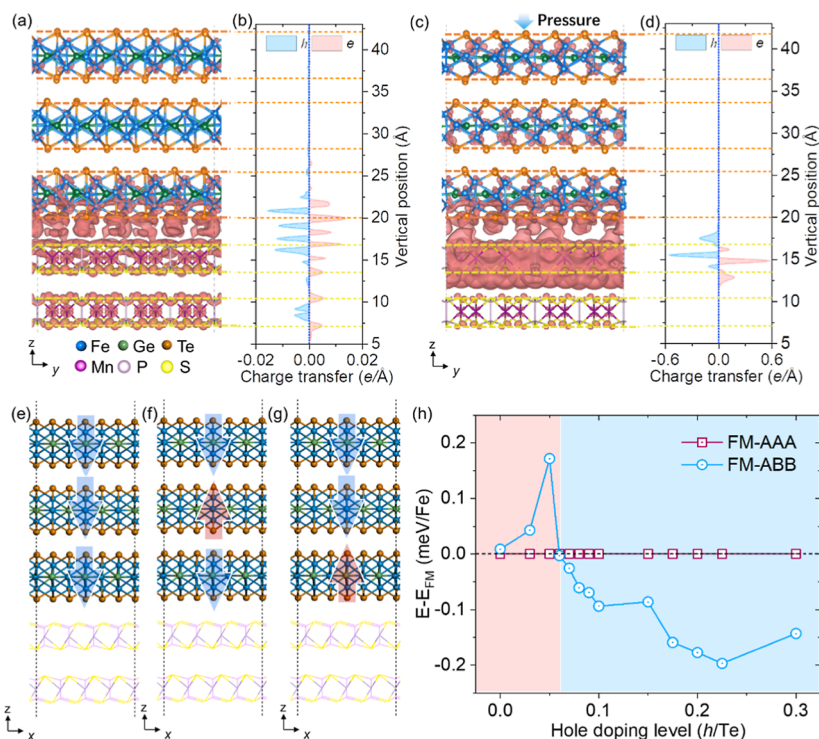 (a)
(b)
(c)
Pressure
(d)
h
e
h
e
40
35
30
25
20
15
10
5
Vertical position (Å)
40
35
30
25
20
15
10
5
Vertical position (Å)
z
y
Fe Ge Te
Mn P S
-0.02 0.00 0.02
Charge transfer (e/Å)
z
y
-0.6 0.0 0.6
Charge transfer (e/Å)
(e)
(f)
(g)
(h)
z
x
z
x
z
x
FM-AAA
FM-ABB
0.2
0.1
0.0
-0.1
-0.2
E-EFM (meV/Fe)
0.0 0.1 0.2 0.3
Hole doping level (h/Te)